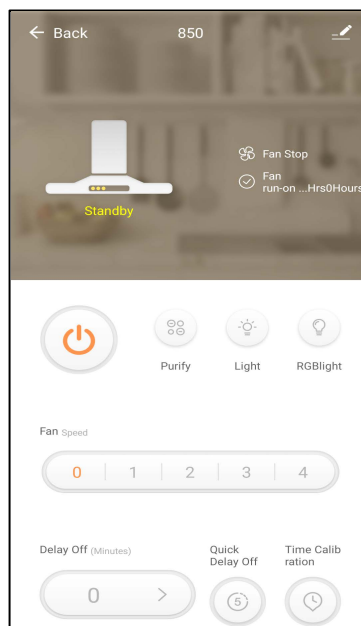 Back
850
Fan Stop
Fan
run-on ...Hrs0Hours
Standby
Purify
Light
RGBlight
Fan Speed
0 1 2 3 4
Delay Off (Minutes)
Quick
Delay Off
Time Calib
ration
0
5